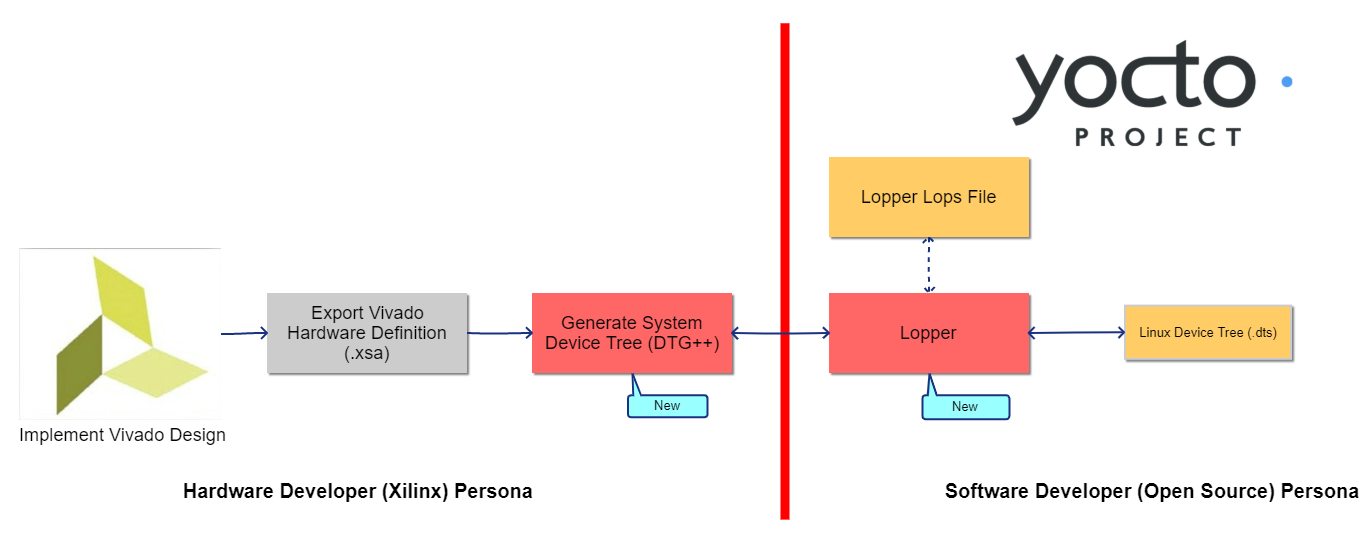 yocto
PROJECT
Lopper Lops File
Export Vivado
Hardware Definition
(.xsa)
Generate System
Device Tree (DTG++)
Lopper
Linux Device Tree (.dts)
New
New
Implement Vivado Design
Hardware Developer (Xilinx) Persona
Software Developer (Open Source) Persona